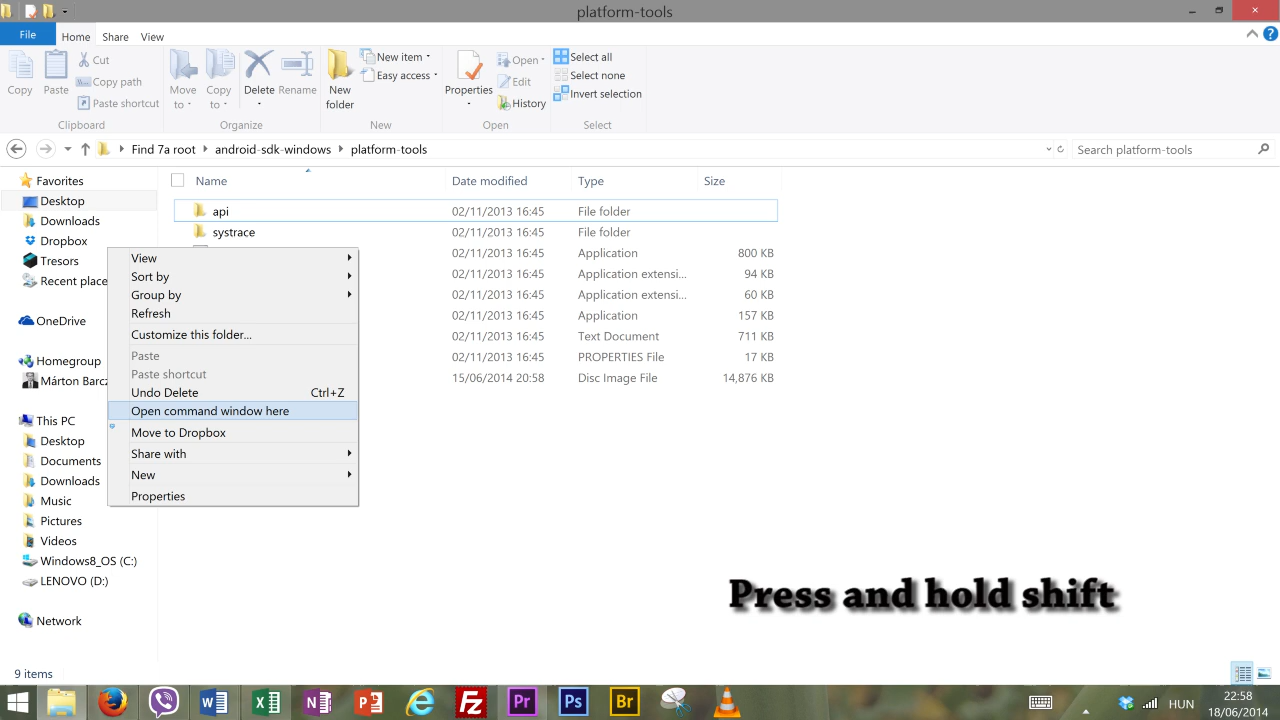 platform-tools
File
Home
Share
View
Copy
Paste
Cut
Copy path
Paste shortcut
Clipboard
Move
to
Copy
to
Delete
Rename
Organize
New
folder
New item
Easy access
New
Properties
Open
Edit
History
Open
Select all
Select none
Invert selection
Select
Find 7a root
android-sdk-windows
platform-tools
Search platform-tools
Name
Date modified
Type
Size
Favorites
Desktop
Downloads
Dropbox
Tresors
Recent place
OneDrive
Homegroup
Márton Barcz
This PC
Desktop
Documents
Downloads
Music
Pictures
Videos
Windows8_OS (C:)
LENOVO (D:)
Network
api 02/11/2013 16:45 File folder
systrace 02/11/2013 16:45 File folder
02/11/2013 16:45 Application 800 KB
02/11/2013 16:45 Application extensi... 94 KB
02/11/2013 16:45 Application extensi... 60 KB
02/11/2013 16:45 Application 157 KB
02/11/2013 16:45 Text Document 711 KB
02/11/2013 16:45 PROPERTIES File 17 KB
15/06/2014 20:58 Disc Image File 14,876 KB
View
Sort by
Group by
Refresh
Customize this folder...
Paste
Paste shortcut
Undo Delete Ctrl+Z
Open command window here
Move to Dropbox
Share with
New
Properties
Press and hold shift
9 items
HUN
22:58
18/06/2014
Fz
Pr
Ps
Br